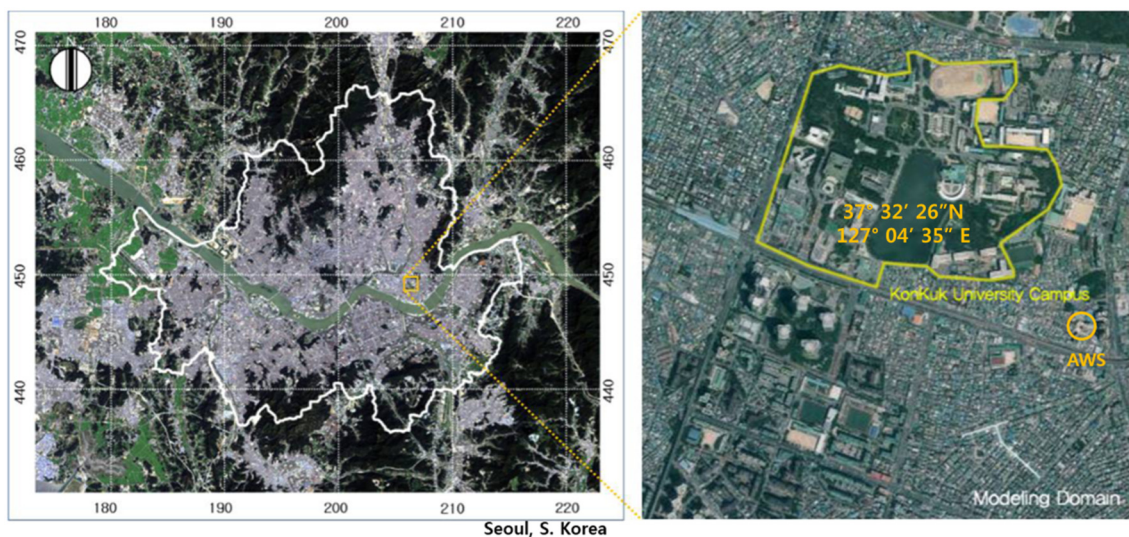 180 190 200 210 220
N
470
460
450
440
470
460
450
440
180 190 200 210 220
Seoul, S. Korea
37° 32’ 26”N
127° 04’ 35” E
KonKuk University Campus
AWS
Modeling Domain